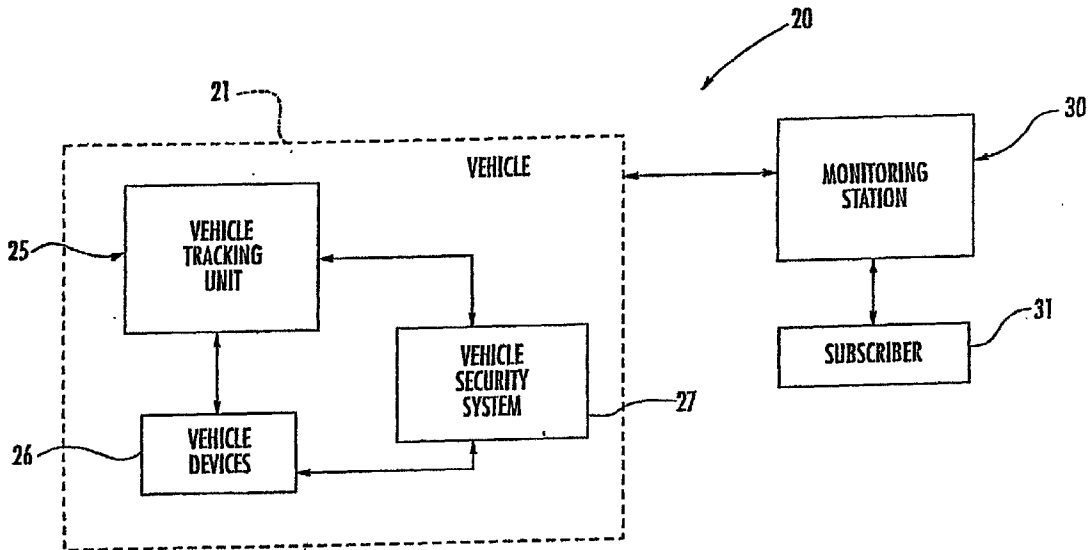 20
21
30
VEHICLE
MONITORING
STATION
25
VEHICLE
TRACKING
UNIT
31
SUBSCRIBER
VEHICLE
SECURITY
SYSTEM
27
26
VEHICLE
DEVICES